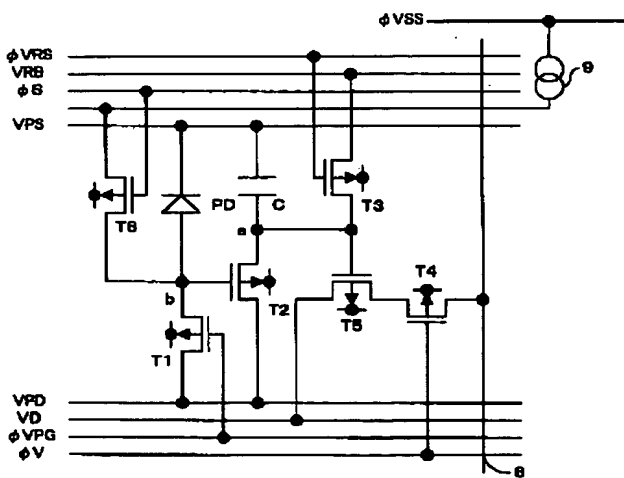 φVSS
φVRS
VRB
φS
VPS
9
T6
PD
C
T3
a
T4
b
T2
T5
T1
VPD
VD
φVPG
φV
6